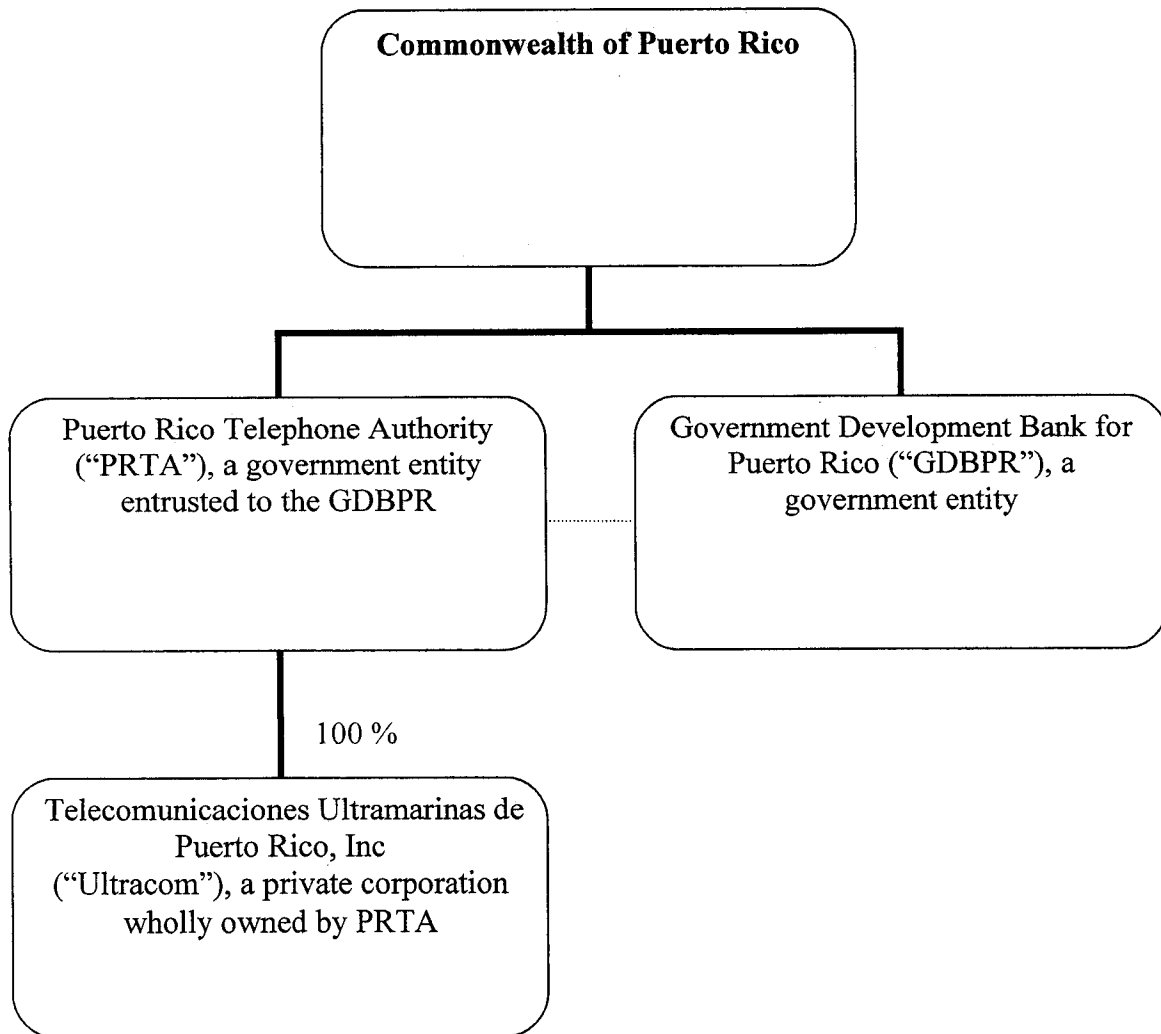 Commonwealth of Puerto Rico
Puerto Rico Telephone Authority
(“PRTA”), a government entity
entrusted to the GDBPR
Government Development Bank for
Puerto Rico (“GDBPR”), a
government entity
100 %
Telecomunicaciones Ultramarinas de
Puerto Rico, Inc
(“Ultracom”), a private corporation
wholly owned by PRTA